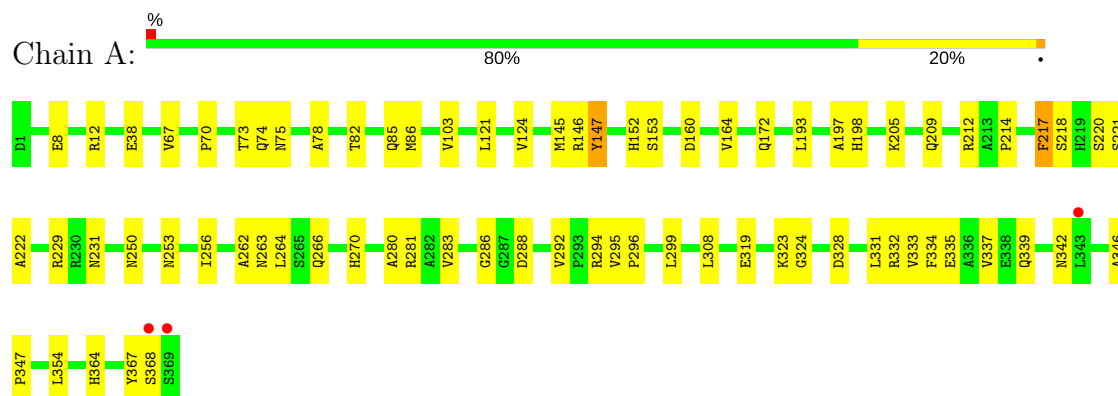 %
Chain A:
80% 20% •
D1 E8 R12 E38 V67 P70 T73 Q74 N75 A78 T82 Q85 M86 V103 L121 V124 M145 R146 Y147 H152 S153 D160 V164 Q172 L193 A197 H198 K205 Q209 R212 A213 P214 F217 S218 H219 S220 S221
A222 R229 R230 N231 N250 N253 I256 A262 N263 L264 S265 Q266 H270 A280 R281 A282 V283 G286 G287 D288 V292 P293 R294 V295 P296 L299 L308 E319 K323 G324 D328 L331 R332 V333 F334 E335 A336 V337 E338 Q339 N342 L343 A346
P347 L354 H364 Y367 S368 S369